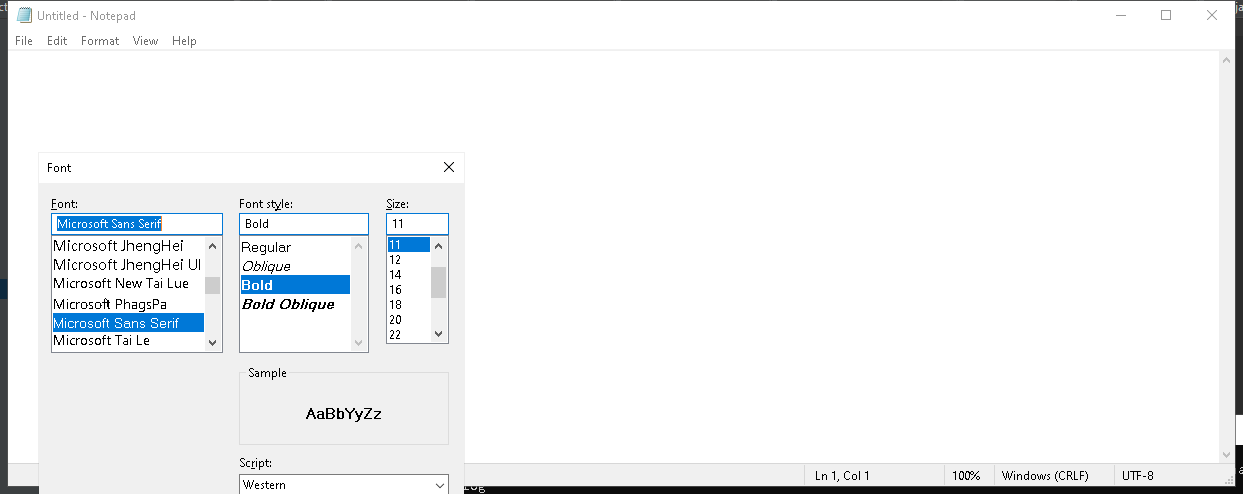 Untitled - Notepad
File Edit Format View Help
Font
Font: Font style: Size:
Microsoft Sans Serif Bold 11
Microsoft JhengHei Regular 11
Microsoft JhengHei UI Oblique 12
Microsoft New Tai Lue Bold 14
Microsoft PhagsPa Bold Oblique 16
Microsoft Sans Serif 18
Microsoft Tai Le 20
22
Sample
AaBbYyZz
Script:
Western
Ln 1, Col 1 100% Windows (CRLF) UTF-8